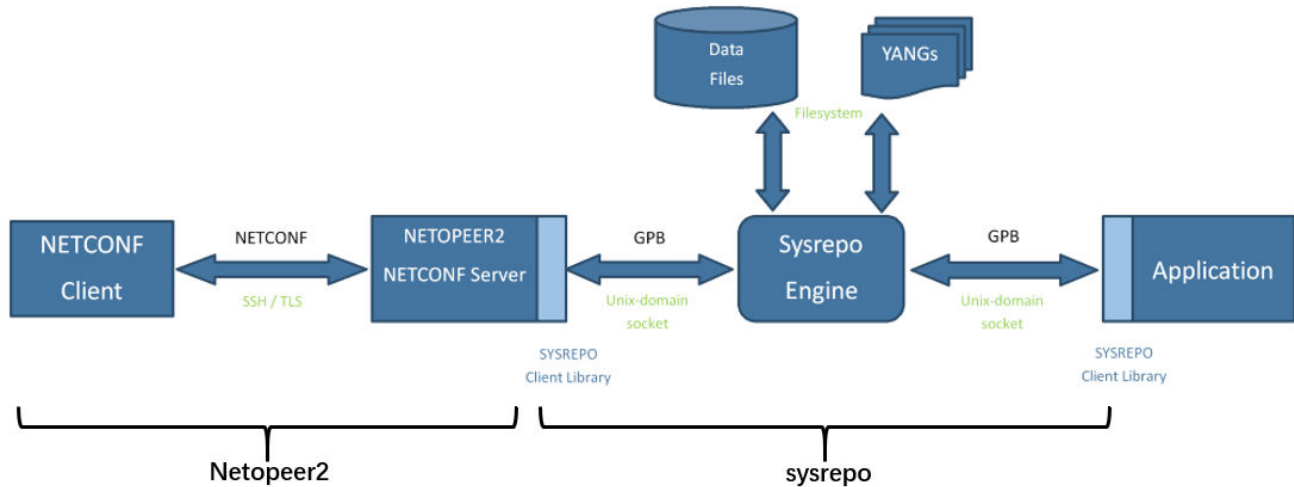 Data
Files
YANGs
Filesystem
NETCONF
Client
NETCONF
SSH / TLS
NETOPEER2
NETCONF Server
GPB
Unix-domain
socket
Sysrepo
Engine
GPB
Unix-domain
socket
Application
SYSREPO
Client Library
SYSREPO
Client Library
Netopeer2
sysrepo